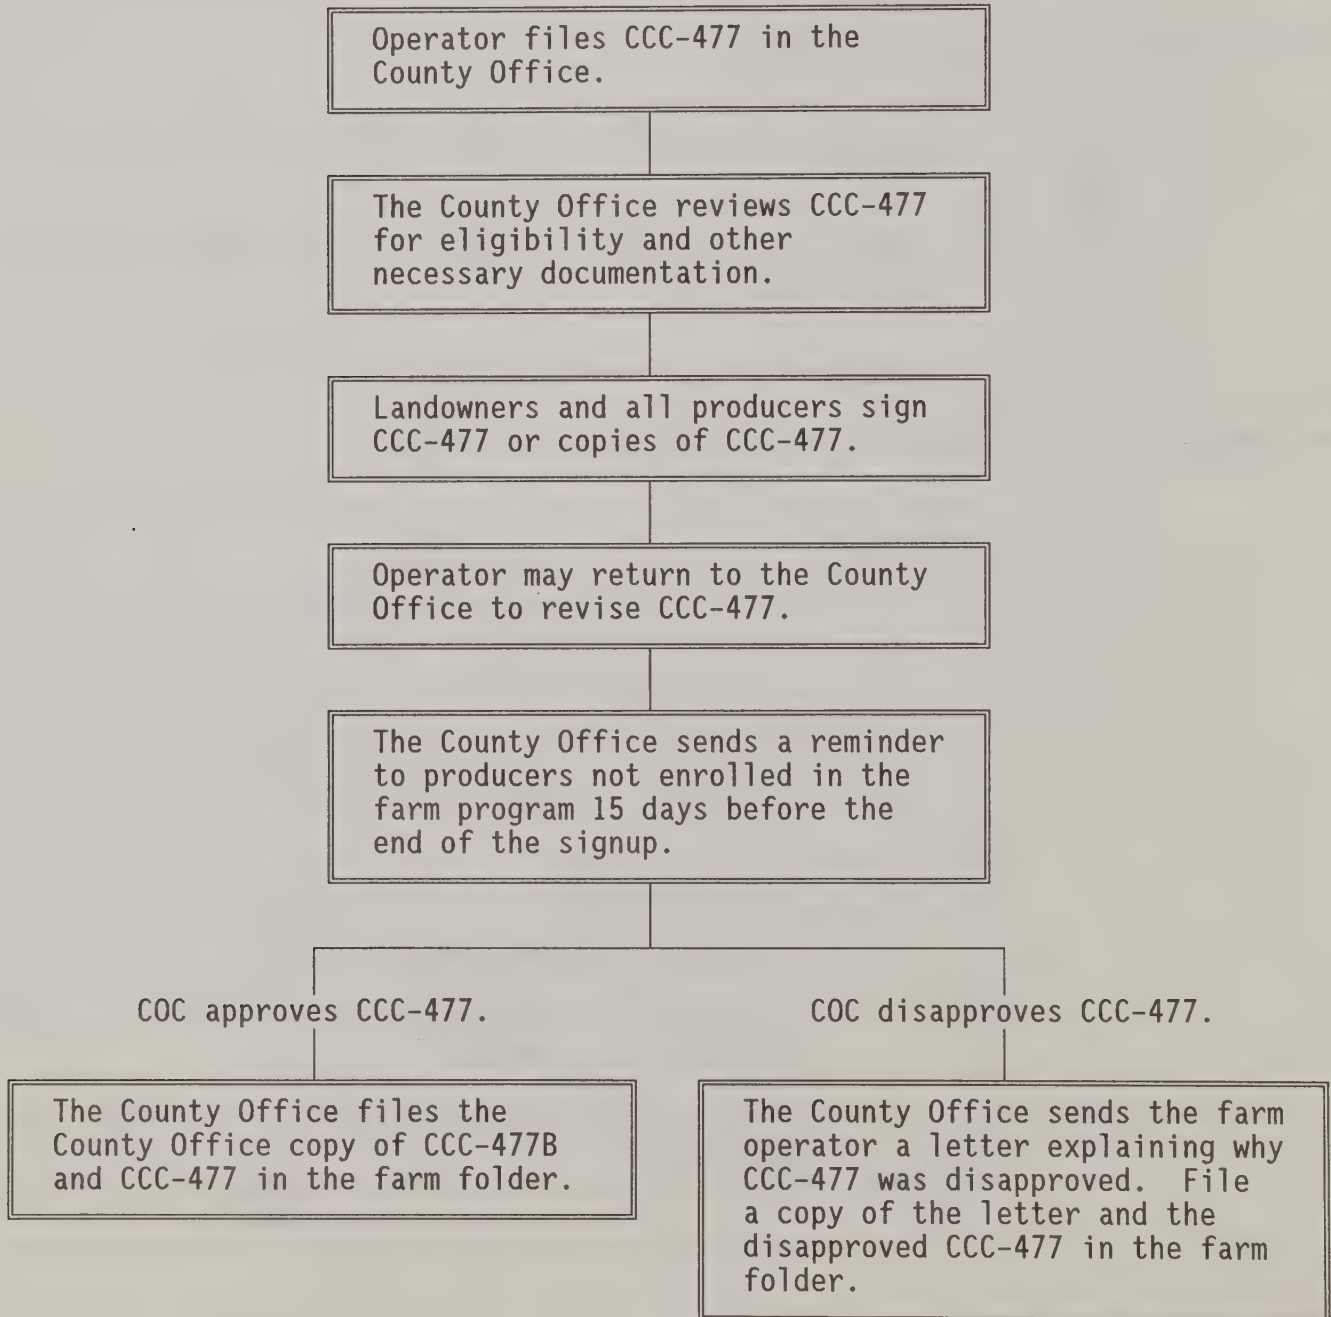 Operator files CCC-477 in the
County Office.
The County Office reviews CCC-477
for eligibility and other
necessary documentation.
Landowners and all producers sign
CCC-477 or copies of CCC-477.
Operator may return to the County
Office to revise CCC-477.
The County Office sends a reminder
to producers not enrolled in the
farm program 15 days before the
end of the signup.
COC approves CCC-477.
COC disapproves CCC-477.
The County Office files the
County Office copy of CCC-477B
and CCC-477 in the farm folder.
The County Office sends the farm
operator a letter explaining why
CCC-477 was disapproved.  File
a copy of the letter and the
disapproved CCC-477 in the farm
folder.